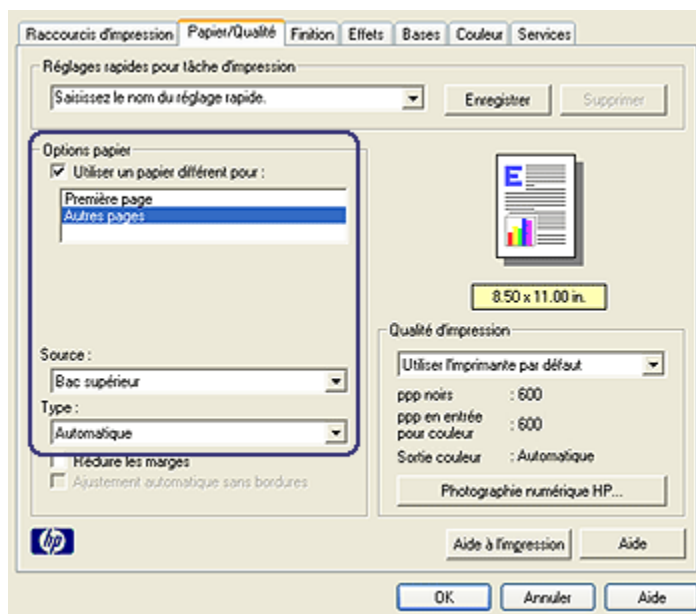 Raccourcis d'impression Papier/Qualité Finition Effets Bases Couleur Services
Réglages rapides pour tâche d'impression
Saisissez le nom du réglage rapide. Enregistrer Supprimer
Options papier
Utiliser un papier différent pour :
Première page
Autres pages
E
8.50 x 11.00 in.
Source :
Bac supérieur
Type :
Automatique
Réduire les marges
Ajustement automatique sans bordures
Qualité d'impression
Utiliser l'imprimante par défaut
ppp noirs : 600
ppp en entrée
pour couleur : 600
Sortie couleur : Automatique
Photographie numérique HP...
hp
Aide à l'impression Aide
OK Annuler Aide